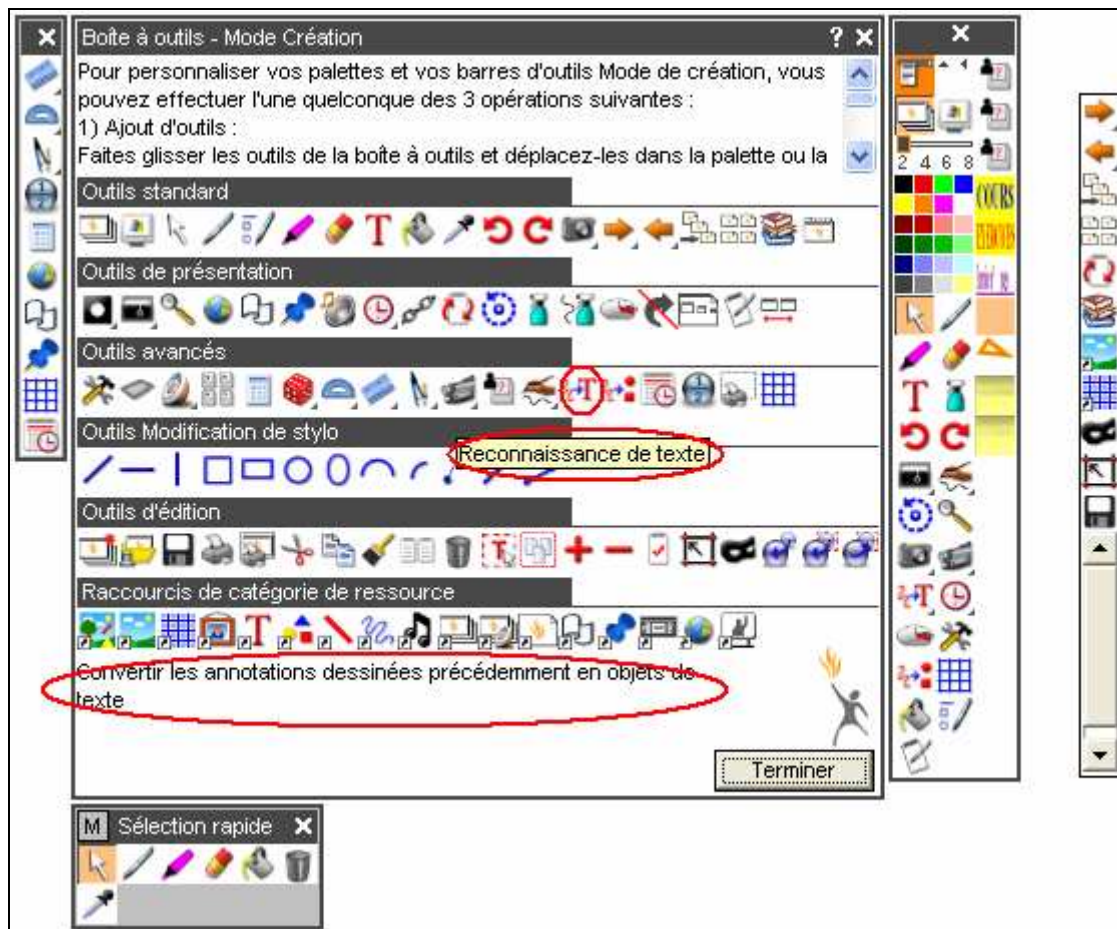 Boîte à outils - Mode Création ?
Pour personnaliser vos palettes et vos barres d'outils Mode de création, vous
pouvez effectuer l'une quelconque des 3 opérations suivantes :
1) Ajout d'outils :
Faites glisser les outils de la boîte à outils et déplacez-les dans la palette ou la
Outils standard
Outils de présentation
Outils avancés
Outils Modification de stylo
Reconnaissance de texte
Outils d'édition
Raccourcis de catégorie de ressource
Convertir les annotations dessinées précédemment en objets de
texte
Terminer
M Sélection rapide
2 4 6 8
COURS
EXERCICES